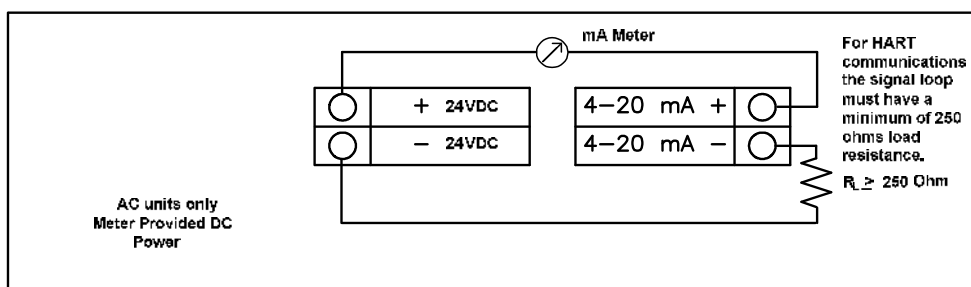 mA Meter
For HART
communications
the signal loop
must have a
minimum of 250
ohms load
resistance.
+ 24VDC
4-20 mA +
- 24VDC
4-20 mA -
RL ≥ 250 Ohm
AC units only
Meter Provided DC
Power